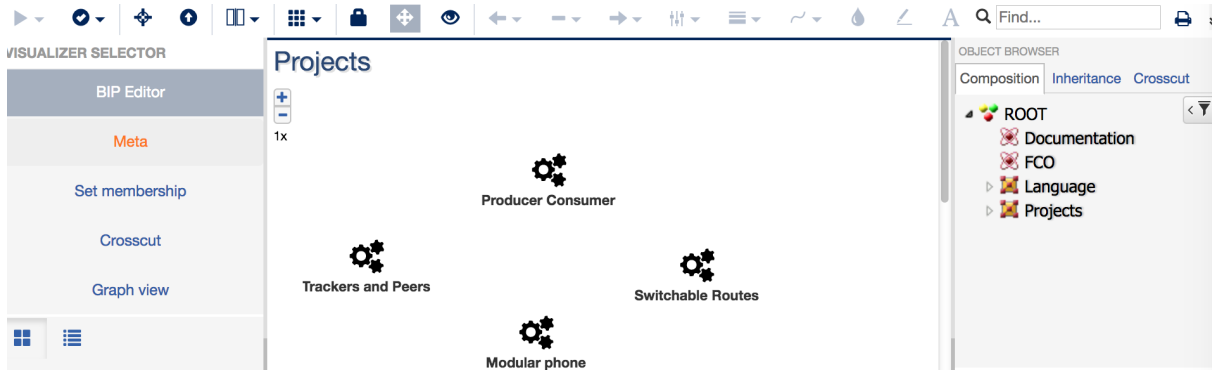 A
Find...
VISUALIZER SELECTOR
BIP Editor
Meta
Set membership
Crosscut
Graph view
Projects
1x
Producer Consumer
Trackers and Peers
Switchable Routes
Modular phone
OBJECT BROWSER
Composition Inheritance Crosscut
ROOT
Documentation
FCO
Language
Projects